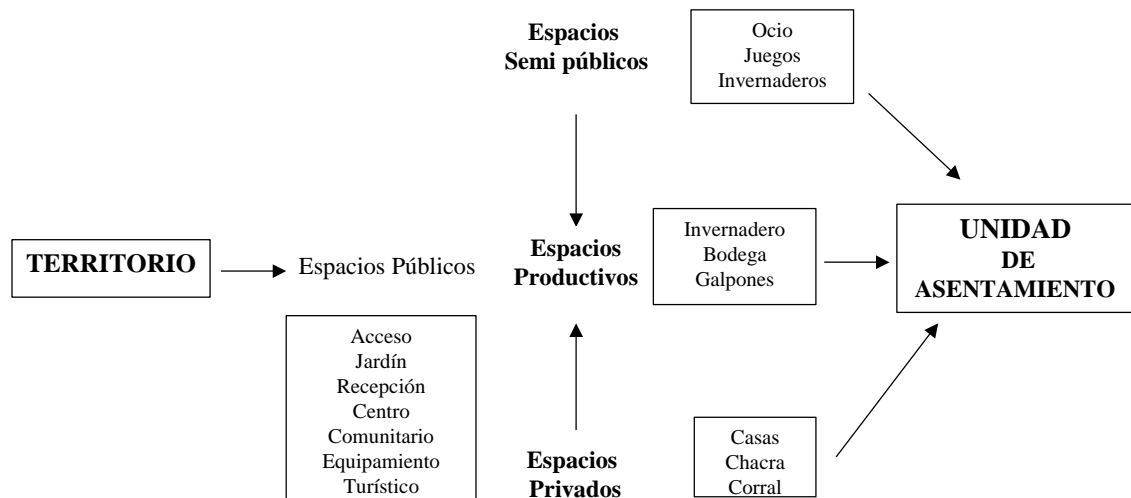 Espacios
Semi públicos
Ocio
Juegos
Invernaderos
TERRITORIO
Espacios Públicos
Espacios
Productivos
Invernadero
Bodega
Galpones
UNIDAD
DE
ASENTAMIENTO
Acceso
Jardín
Recepción
Centro
Comunitario
Equipamiento
Turístico
Espacios
Privados
Casas
Chacra
Corral